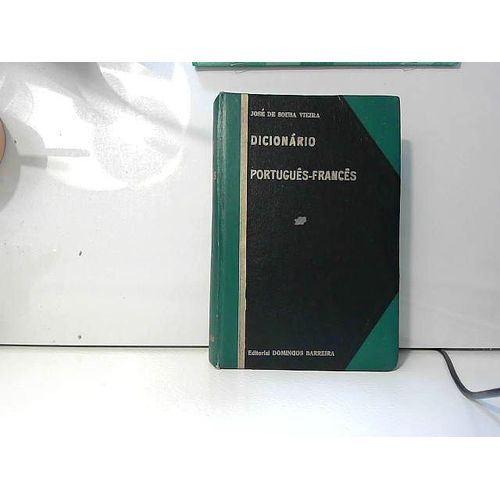 JOSÉ DE SOUSA VIEIRA
DICIONÁRIO
PORTUGUÊS-FRANCÊS
Editorial DOMINGOS BARREIRA